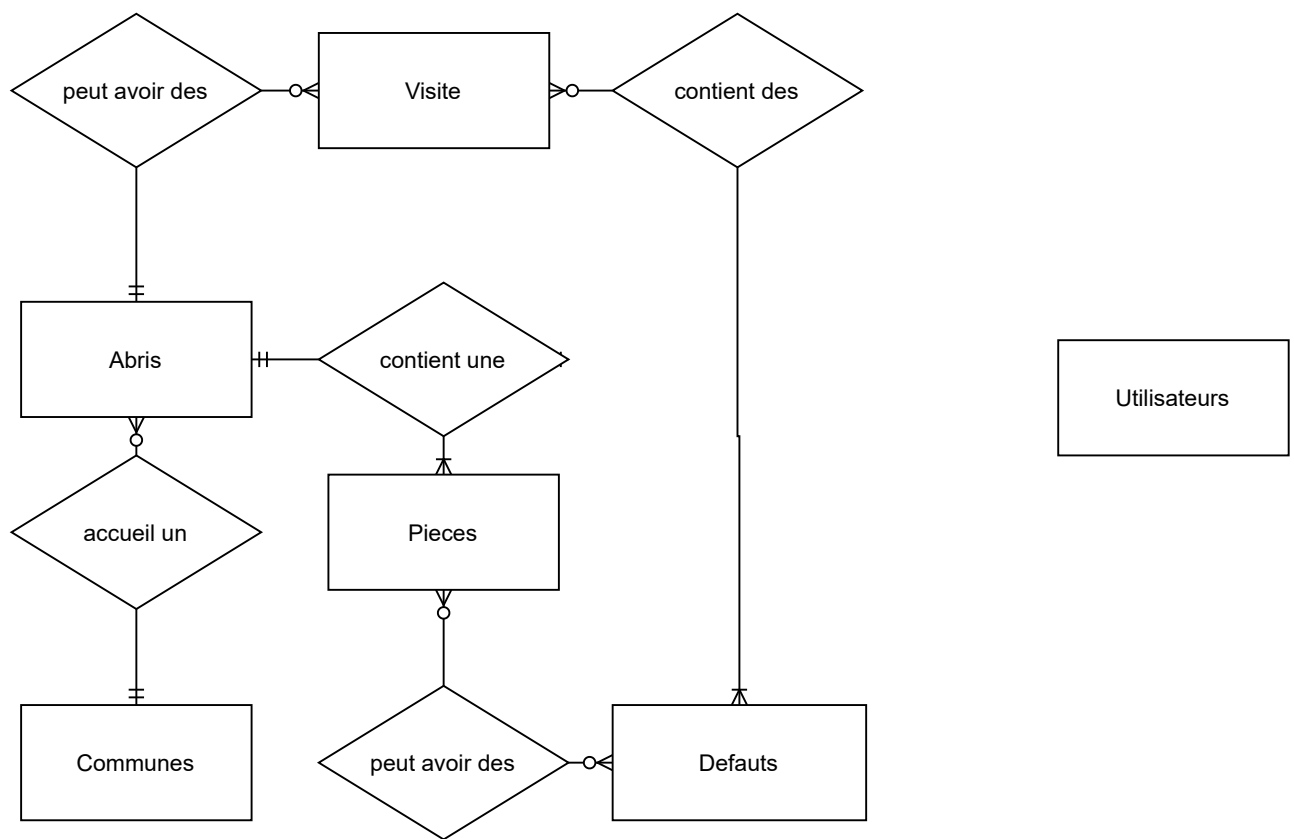 peut avoir des
Visite
contient des
Abris
contient une
Utilisateurs
accueil un
Pieces
Communes
peut avoir des
Defauts